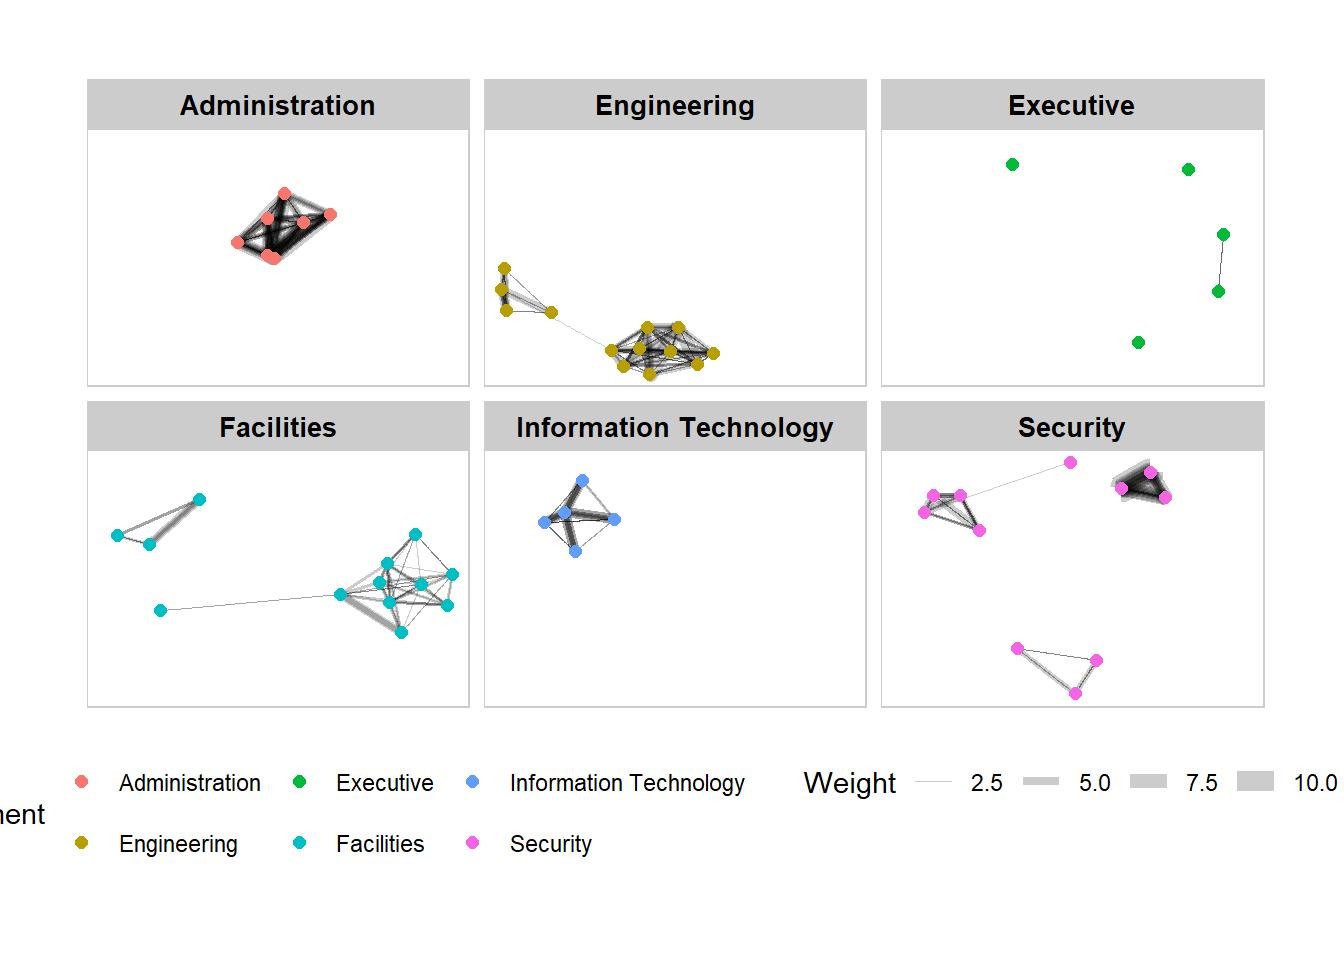 Administration Engineering Executive
Facilities Information Technology Security
Administration Executive Information Technology Weight 2.5 5.0 7.5 10.0
Engineering Facilities Security